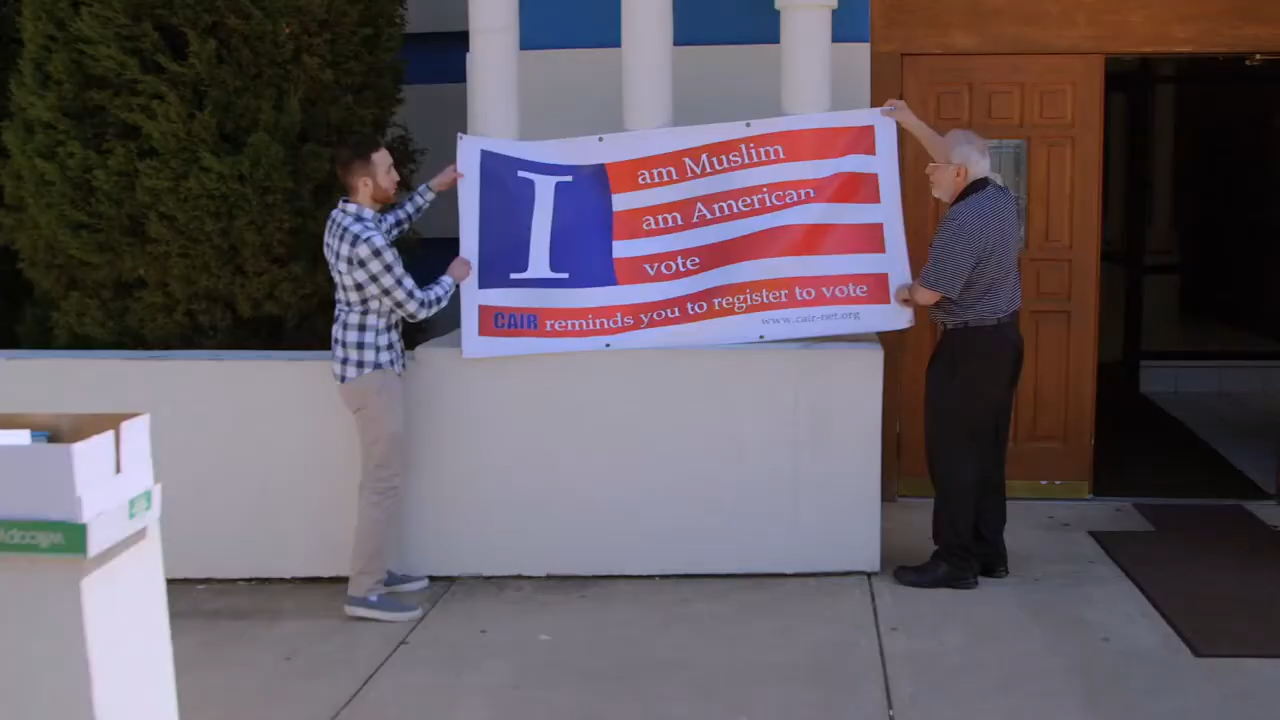 I
am Muslim
am American
vote
CAIR reminds you to register to vote
www.cair-net.org